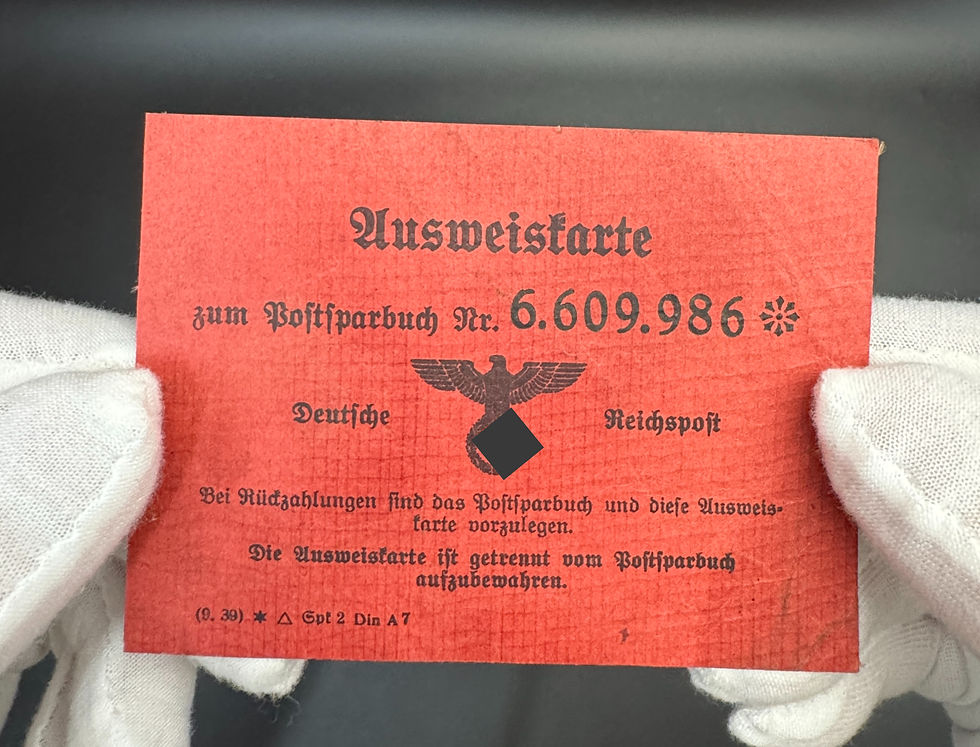 Ausweiskarte
zum Postsparbuch Nr. 6.609.986
Deutsche Reichspost
Bei Rückzahlungen sind das Postsparbuch und diese Ausweis-
karte vorzulegen.
Die Ausweiskarte ist getrennt vom Postsparbuch
aufzubewahren.
(9. 39) ✶ △ Spk 2 Din A 7